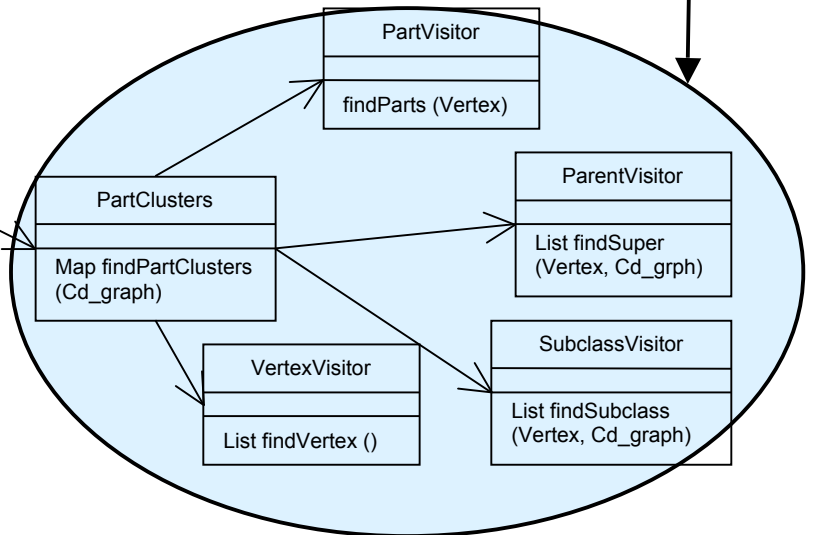 PartVisitor
findParts (Vertex)
PartClusters
Map findPartClusters
(Cd_graph)
ParentVisitor
List findSuper
(Vertex, Cd_grph)
VertexVisitor
List findVertex ()
SubclassVisitor
List findSubclass
(Vertex, Cd_graph)